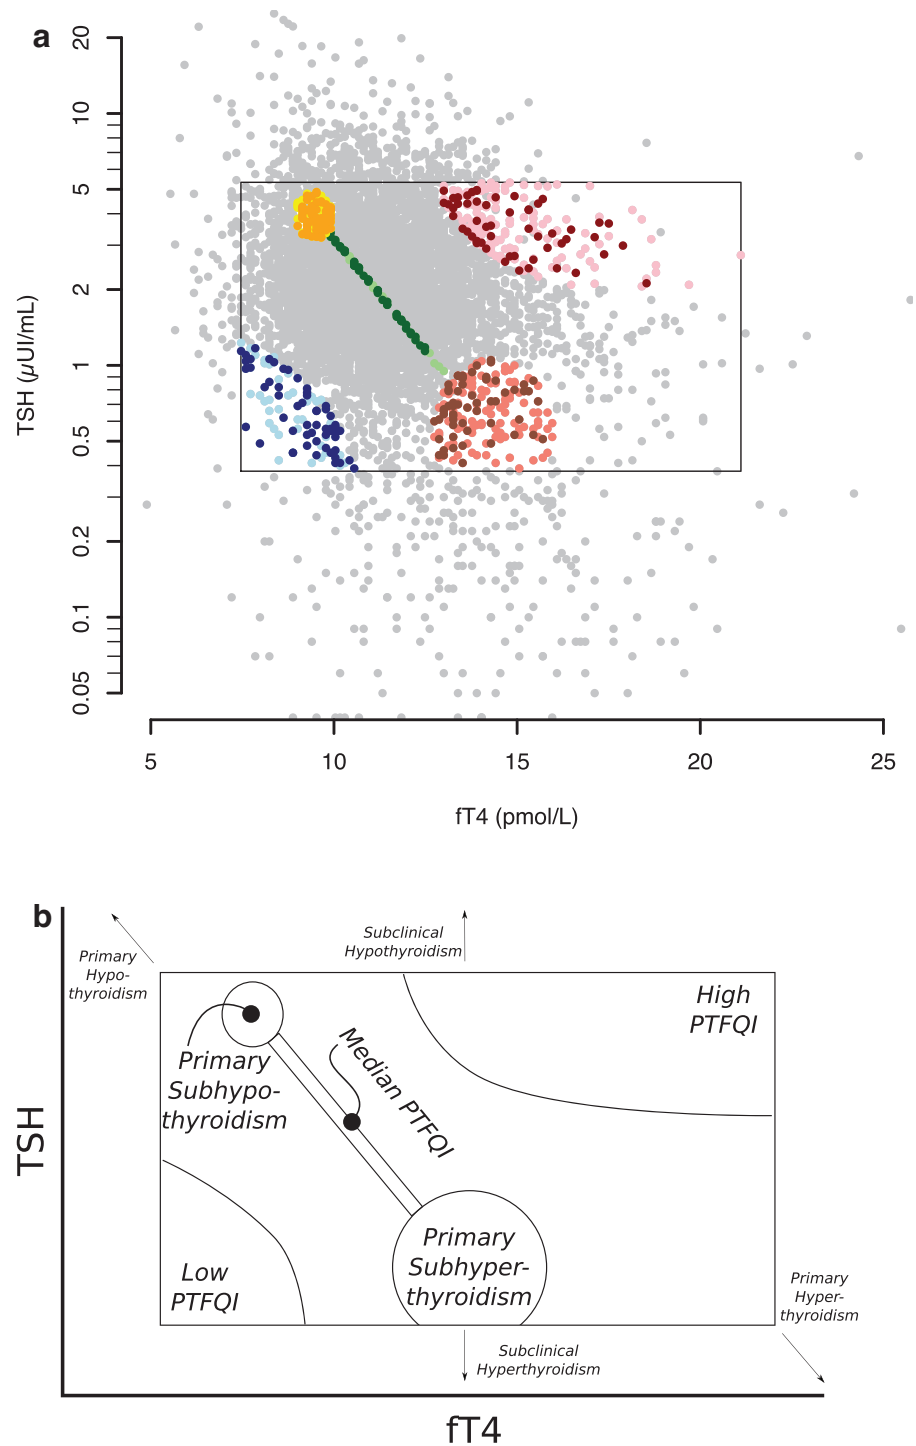 a
20
10
5
2
1
0.5
0.2
0.1
0.05
TSH (µUI/mL)
5
10
15
20
25
fT4 (pmol/L)
b
Primary
Hypo-
thyroidism
Subclinical
Hypothyroidism
High
PTFQI
Primary
Subhypo-
thyroidism
Median PTFQI
TSH
Low
PTFQI
Primary
Subhyper-
thyroidism
Primary
Hyper-
thyroidism
Subclinical
Hyperthyroidism
fT4